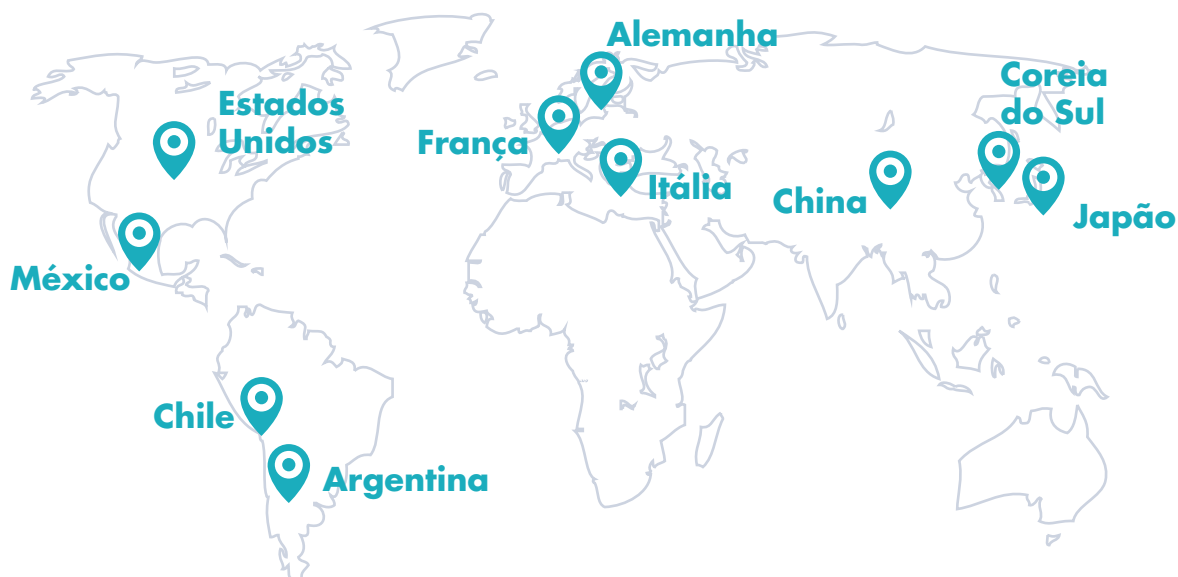 Alemanha
Estados
Unidos
França
Itália
China
Coreia
do Sul
Japão
México
Chile
Argentina